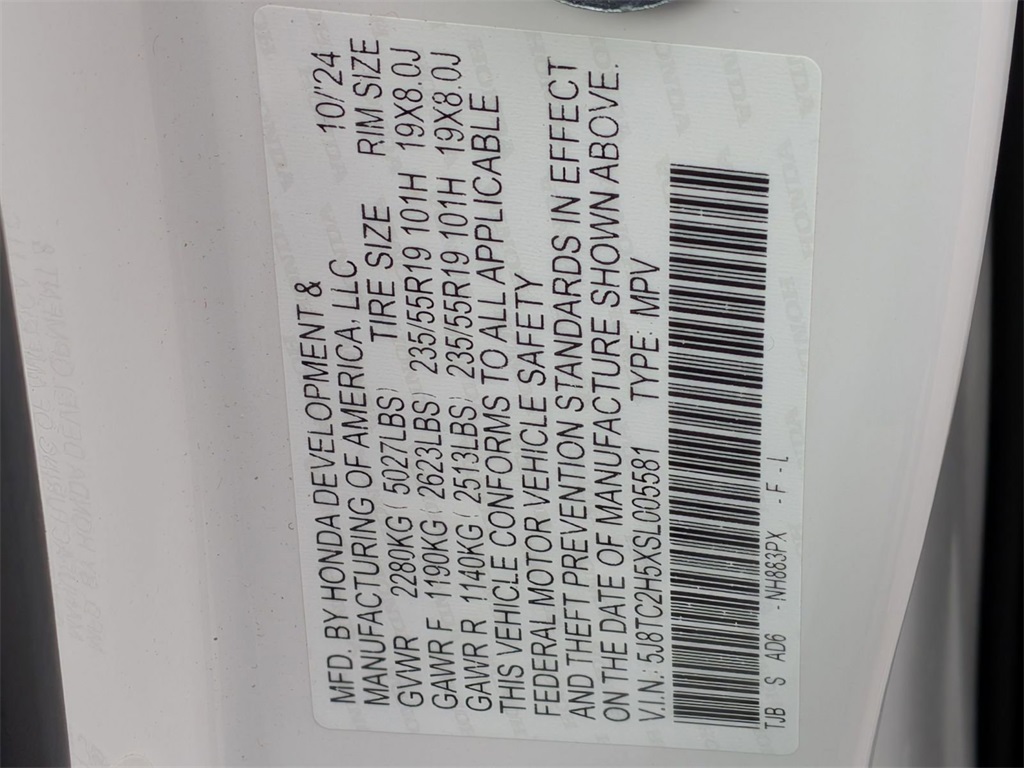 MFD. BY HONDA DEVELOPMENT & 10/'24
MANUFACTURING OF AMERICA, LLC RIM SIZE
TIRE SIZE
GVWR 2280KG ( 5027LBS)
GAWR F 1190KG ( 2623LBS) 235/55R19 101H 19X8.0J
GAWR R 1140KG ( 2513LBS) 235/55R19 101H 19X8.0J
THIS VEHICLE CONFORMS TO ALL APPLICABLE
FEDERAL MOTOR VEHICLE SAFETY
AND THEFT PREVENTION STANDARDS IN EFFECT
ON THE DATE OF MANUFACTURE SHOWN ABOVE.
V.I.N.: 5J8TC2H5XSL005581 TYPE: MPV
TJB S AD6 - NH883PX - F - L